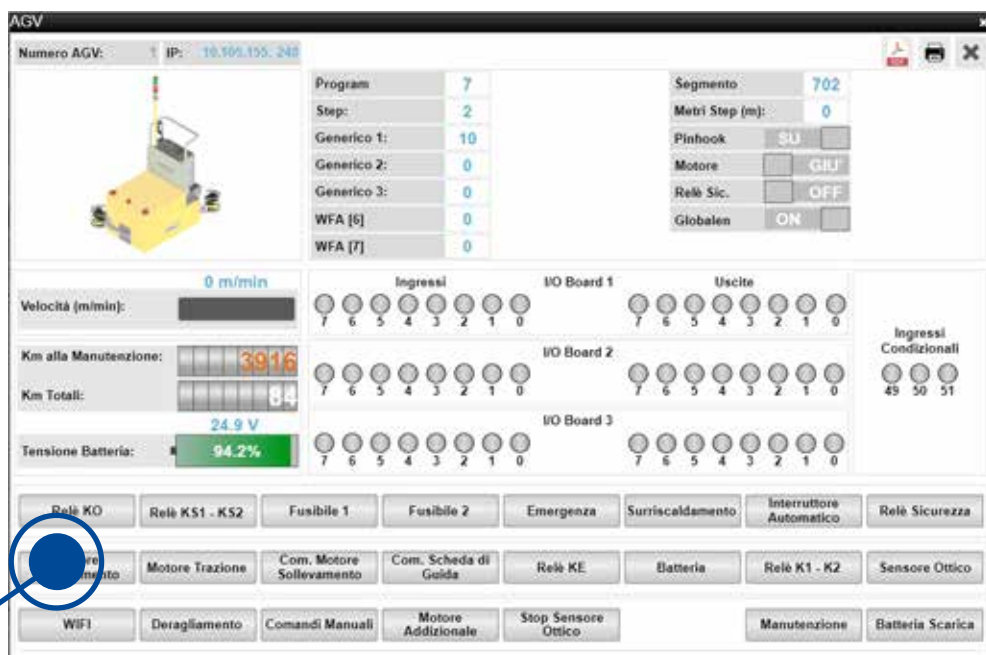 AGV
Numero AGV: 1 IP: 10.105.155. 240
PDF
Program 7
Segmento 702
Step: 2
Metri Step (m): 0
Generico 1: 10
Pinhook SU
Generico 2: 0
Motore GIU'
Generico 3: 0
Relè Sic. OFF
WFA [6] 0
Globalen ON
WFA [7] 0
0 m/min
Velocità (m/min):
Km alla Manutenzione: 3916
Km Totali: 84
24.9 V
Tensione Batteria: 94.2%
Ingressi I/O Board 1 Uscite
7 6 5 4 3 2 1 0 7 6 5 4 3 2 1 0
I/O Board 2
7 6 5 4 3 2 1 0 7 6 5 4 3 2 1 0
I/O Board 3
7 6 5 4 3 2 1 0 7 6 5 4 3 2 1 0
Ingressi
Condizionali
49 50 51
Relè KO
Relè KS1 - KS2
Fusibile 1
Fusibile 2
Emergenza
Surriscaldamento
Interruttore
Automatico
Relè Sicurezza
Motore Trazione
Com. Motore
Sollevamento
Com. Scheda di
Guida
Relè KE
Batteria
Relè K1 - K2
Sensore Ottico
WIFI
Deragliamento
Comandi Manuali
Motore
Addizionale
Stop Sensore
Ottico
Manutenzione
Batteria Scarica